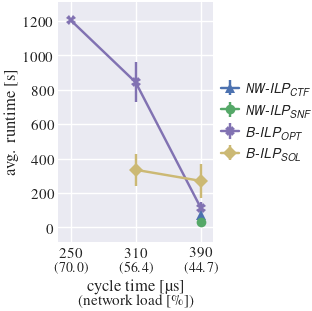 1200
1000
800
600
400
200
0
avg. runtime [s]
250 310 390
(70.0) (56.4) (44.7)
cycle time [µs]
(network load [%])
NW-ILP_CTF
NW-ILP_SNF
B-ILP_OPT
B-ILP_SOL